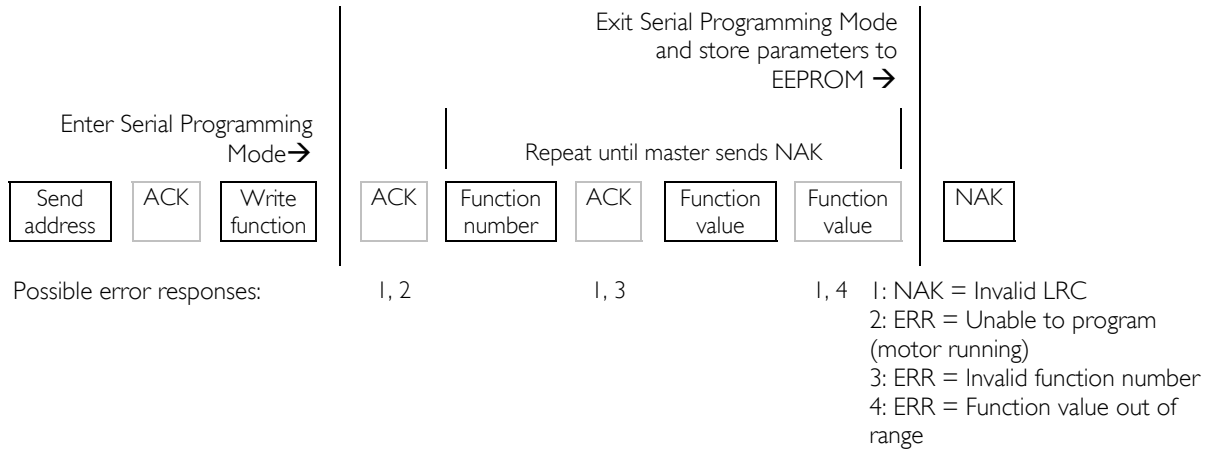 Exit Serial Programming Mode
and store parameters to
EEPROM →
Enter Serial Programming
Mode→
Repeat until master sends NAK
Send
address
ACK
Write
function
ACK
Function
number
ACK
Function
value
Function
value
NAK
Possible error responses:
1, 2
1, 3
1, 4
1: NAK = Invalid LRC
2: ERR = Unable to program
(motor running)
3: ERR = Invalid function number
4: ERR = Function value out of
range